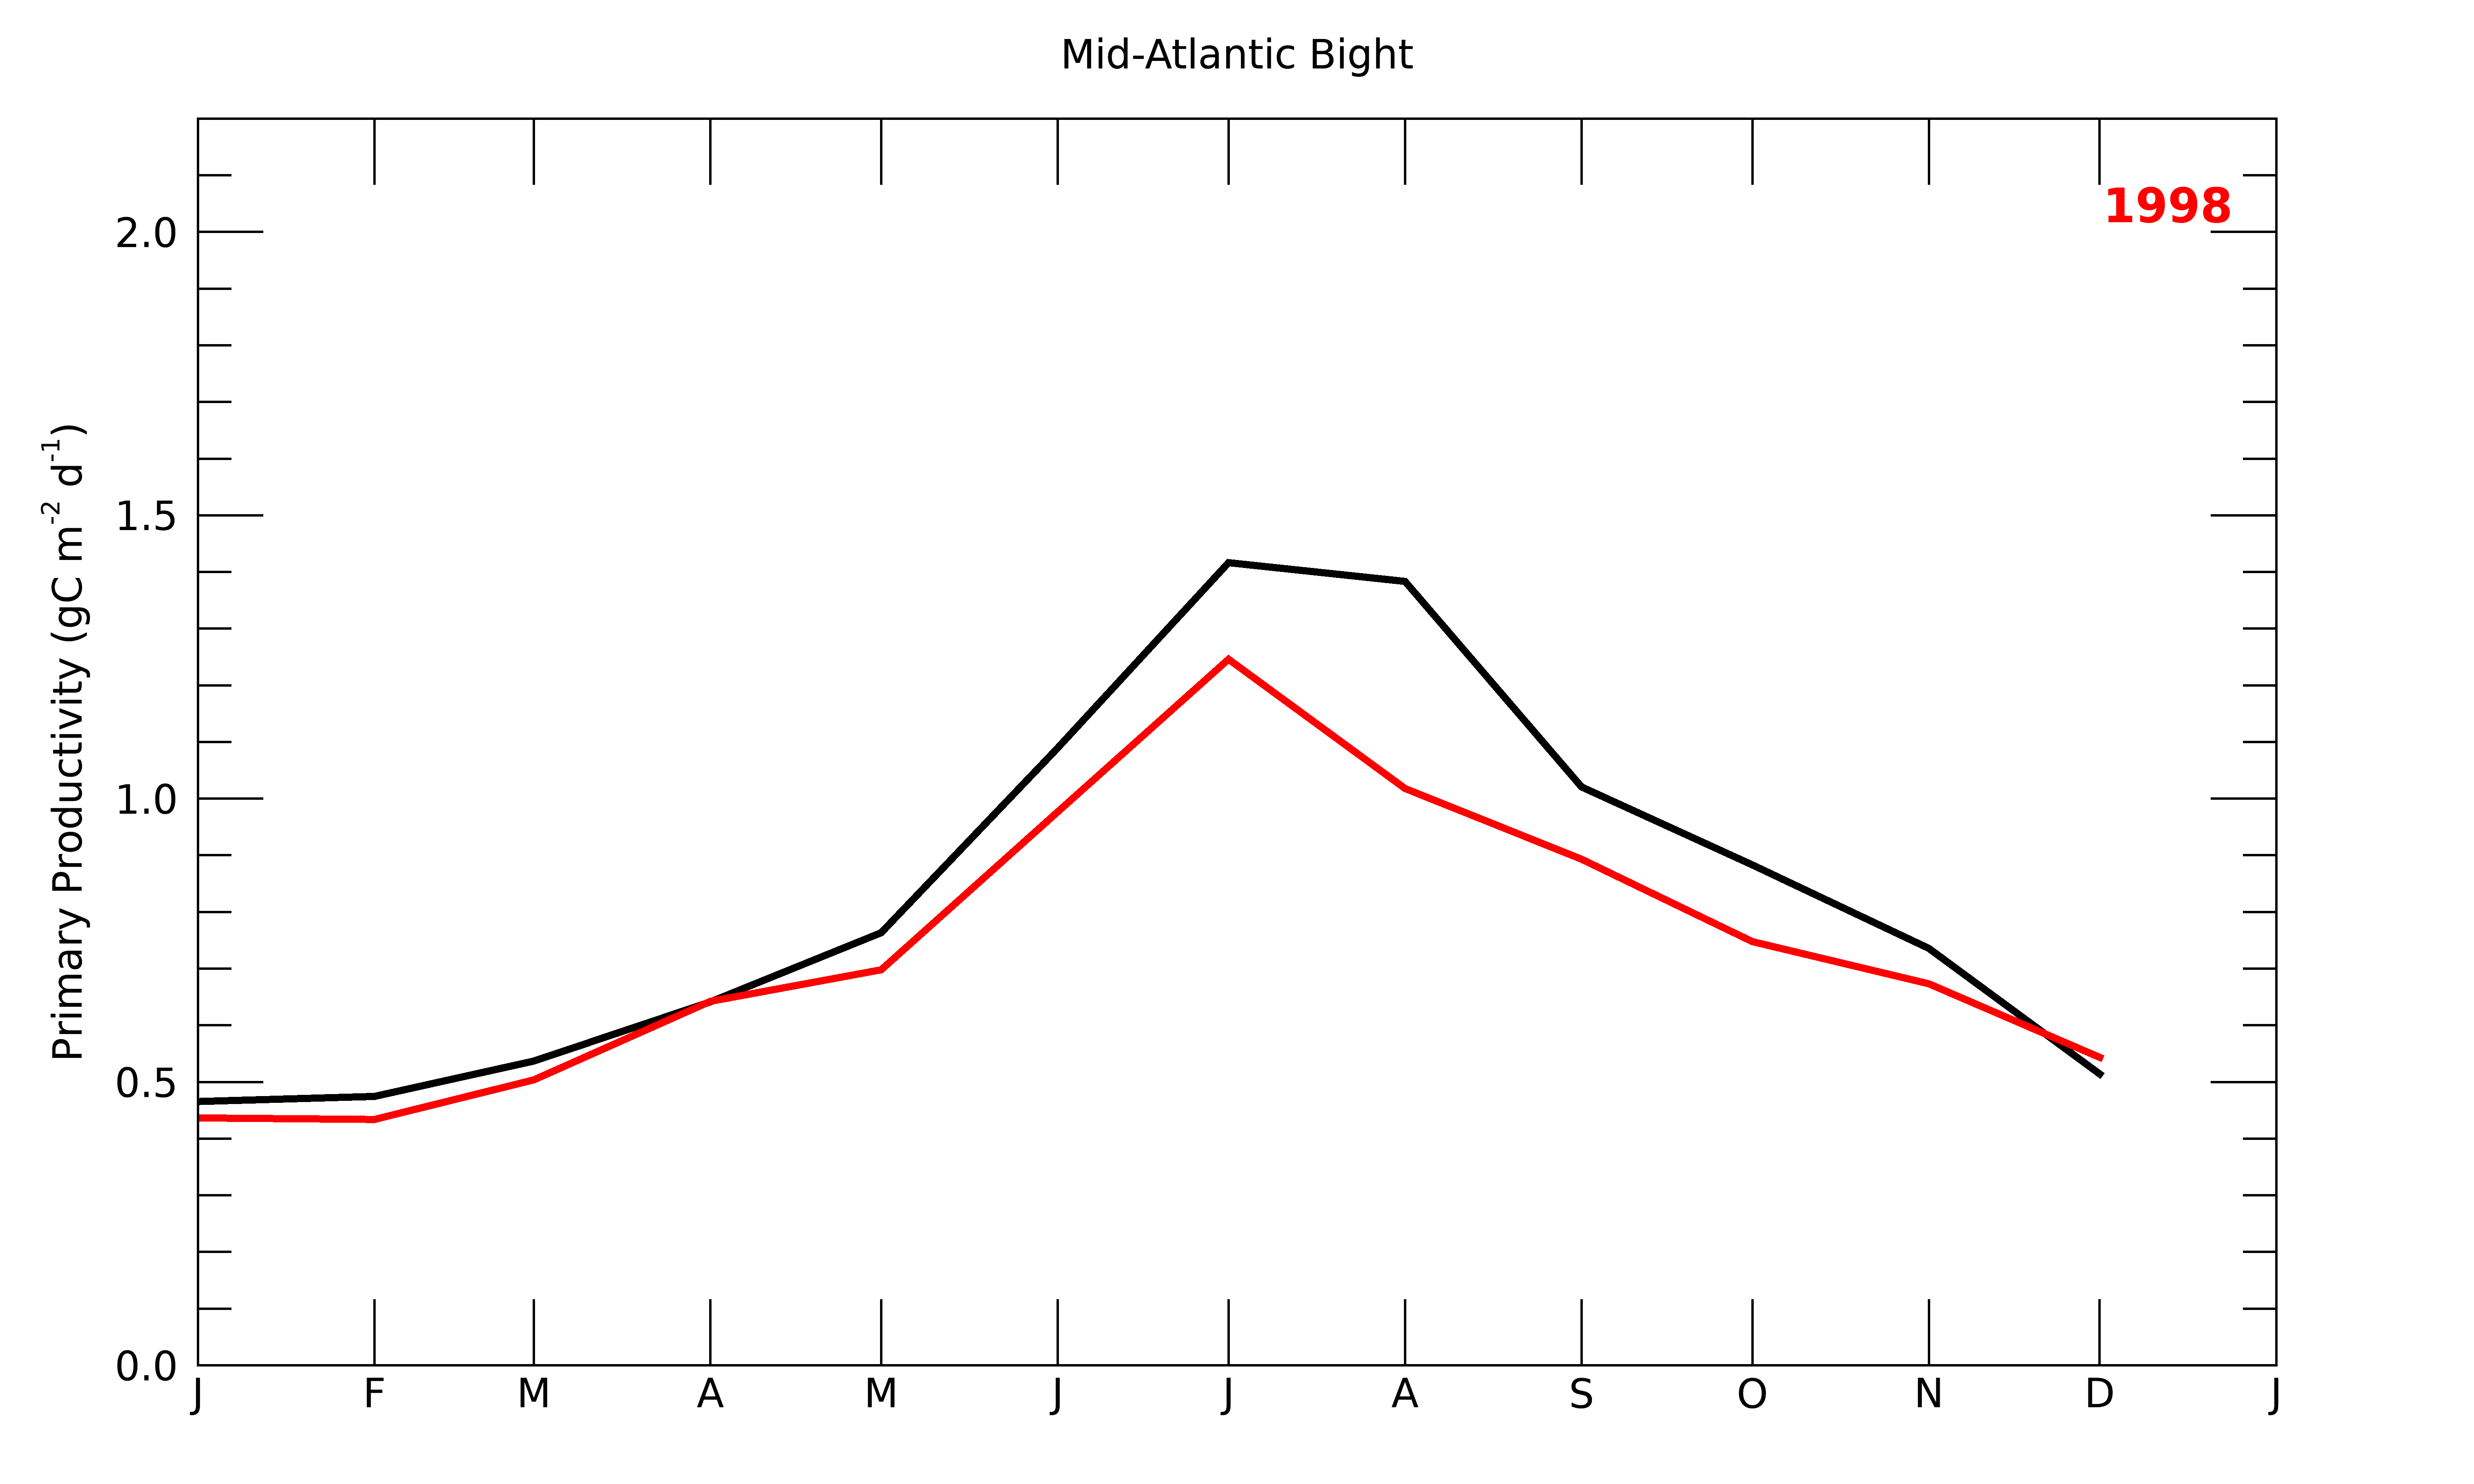 Mid-Atlantic Bight
1998
Primary Productivity (gC m⁻² d⁻¹)
2.0
1.5
1.0
0.5
0.0
J F M A M J J A S O N D J